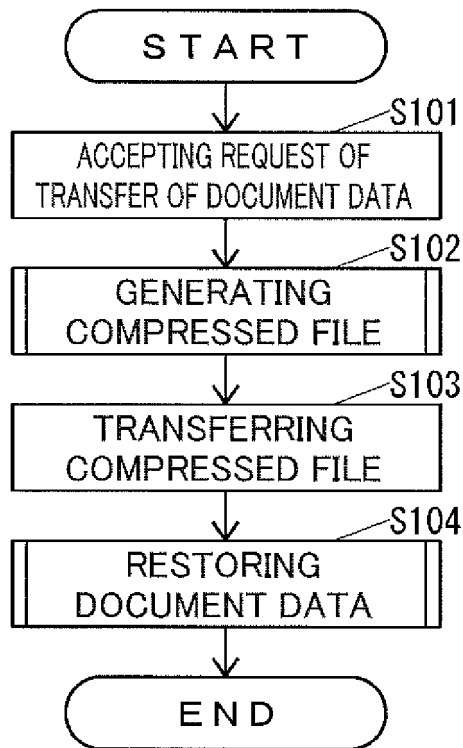 START
S101
ACCEPTING REQUEST OF
TRANSFER OF DOCUMENT DATA
S102
GENERATING
COMPRESSED FILE
S103
TRANSFERRING
COMPRESSED FILE
S104
RESTORING
DOCUMENT DATA
END